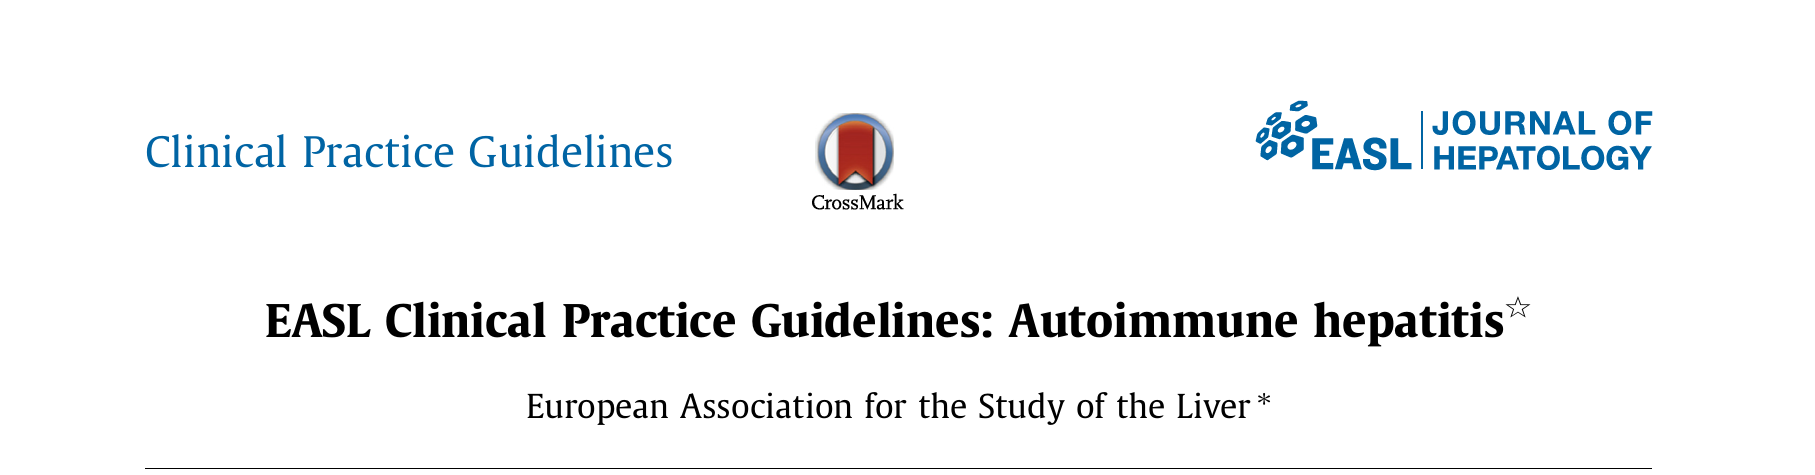 Clinical Practice Guidelines
CrossMark
EASL
JOURNAL OF
HEPATOLOGY
EASL Clinical Practice Guidelines: Autoimmune hepatitis☆
European Association for the Study of the Liver*